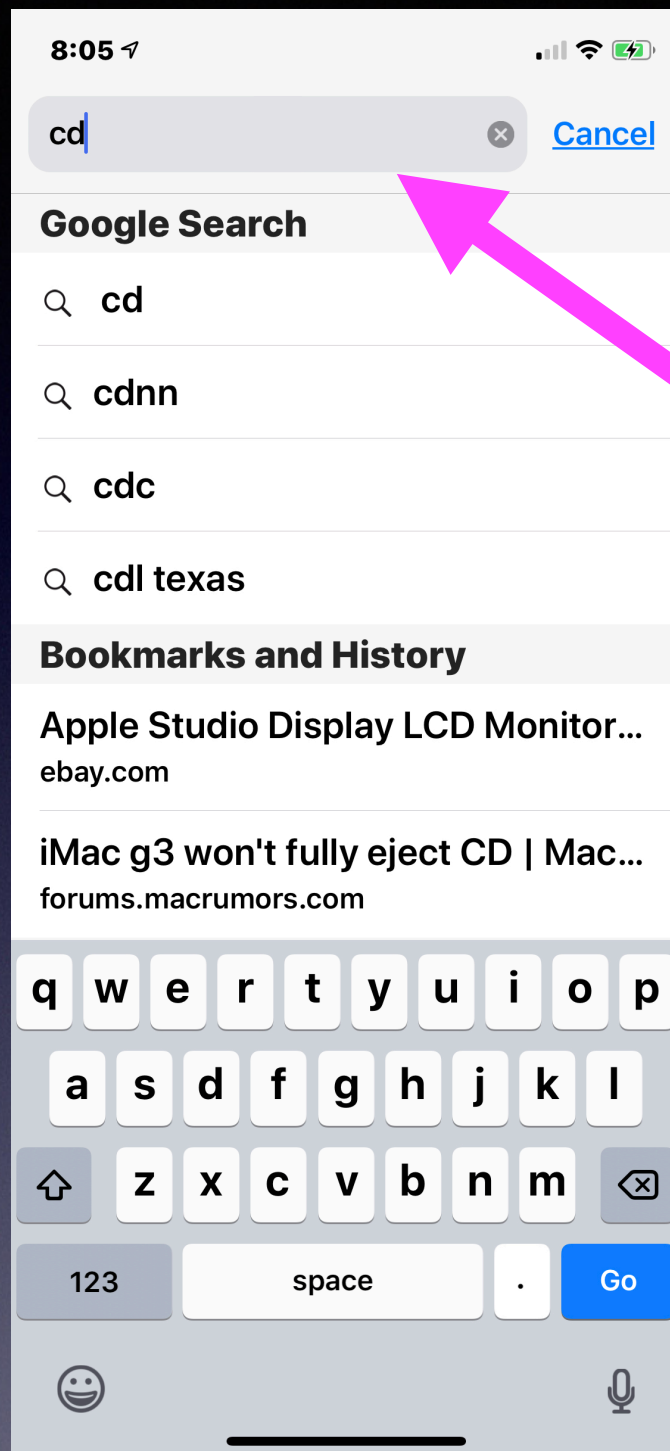 8:05
cd
Cancel
Google Search
cd
cdnn
cdc
cdl texas
Bookmarks and History
Apple Studio Display LCD Monitor...
ebay.com
iMac g3 won't fully eject CD | Mac...
forums.macrumors.com
q w e r t y u i o p
a s d f g h j k l
z x c v b n m
123 space . Go